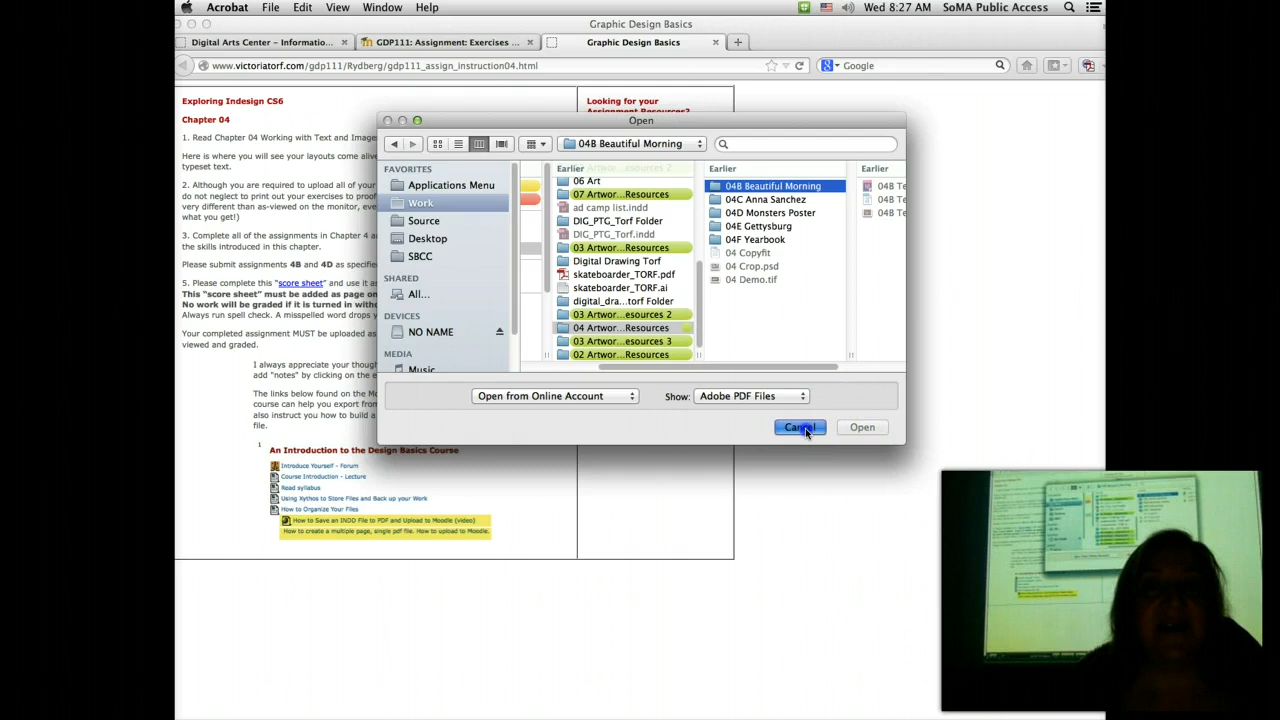 Acrobat File Edit View Window Help Wed 8:27 AM SoMA Public Access
Graphic Design Basics
Digital Arts Center – Informatio... GDP111: Assignment: Exercises ... Graphic Design Basics
www.victoriatorf.com/gdp111/Rydberg/gdp111_assign_instruction04.html Google
Exploring Indesign CS6
Chapter 04
1. Read Chapter 04 Working with Text and Image
Here is where you will see your layouts come aliv
typeset text.
2. Although you are required to upload all of your
do not neglect to print out your exercises to proof
very different than as-viewed on the monitor, eve
what you get!)
3. Complete all of the assignments in Chapter 4 a
the skills introduced in this chapter.
Please submit assignments 4B and 4D as specifie
5. Please complete this "score sheet" and use it as
This "score sheet" must be added as page on
No work will be graded if it is turned in witho
Always run spell check. A misspelled word drops y
Your completed assignment MUST be uploaded as
viewed and graded.
I always appreciate your though
add "notes" by clicking on the e
The links below found on the Mo
course can help you export from
also instruct you how to build a
file.
1
An Introduction to the Design Basics Course
Introduce Yourself - Forum
Course Introduction - Lecture
Read syllabus
Using Xythos to Store Files and Back up your Work
How to Organize Your Files
How to Save an INDD File to PDF and Upload to Moodle (video)
How to create a multiple page, single pdf file. How to upload to Moodle.
Looking for your
Assignment Resources?
Open
04B Beautiful Morning
FAVORITES
Applications Menu
Work
Source
Desktop
SBCC
SHARED
All...
DEVICES
NO NAME
MEDIA
Music
Earlier
06 Art
07 Artwor...Resources
ad camp list.indd
DIG_PTG_Torf Folder
DIG_PTG_Torf.indd
03 Artwor...Resources
Digital Drawing Torf
skateboarder_TORF.pdf
skateboarder_TORF.ai
digital_dra...torf Folder
03 Artwor...esources 2
04 Artwor...Resources
03 Artwor...esources 3
02 Artwor...Resources
Earlier
04B Beautiful Morning
04C Anna Sanchez
04D Monsters Poster
04E Gettysburg
04F Yearbook
04 Copyfit
04 Crop.psd
04 Demo.tif
Earlier
04B Te
04B Te
04B Te
Open from Online Account Show: Adobe PDF Files
Cancel Open